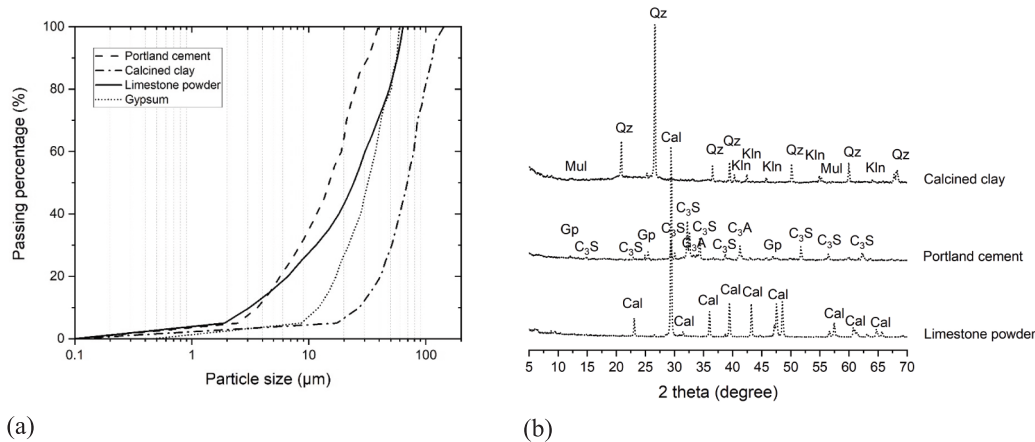 100
80
60
40
20
0
Passing percentage (%)
Portland cement
Calcined clay
Limestone powder
Gypsum
0.1 1 10 100
Particle size (μm)
(a)
Qz
Qz Cal
Mul
Qz Qz Kln Kln Kln Qz Kln Mul Qz Kln Qz
Calcined clay
Gp C₃S C₃S Gp C₃S C₃S C₃S C₃A C₃S C₃A Gp C₃S C₃S C₃S
Portland cement
Cal Cal Cal Cal Cal Cal Cal Cal Cal
Limestone powder
5 10 15 20 25 30 35 40 45 50 55 60 65 70
2 theta (degree)
(b)